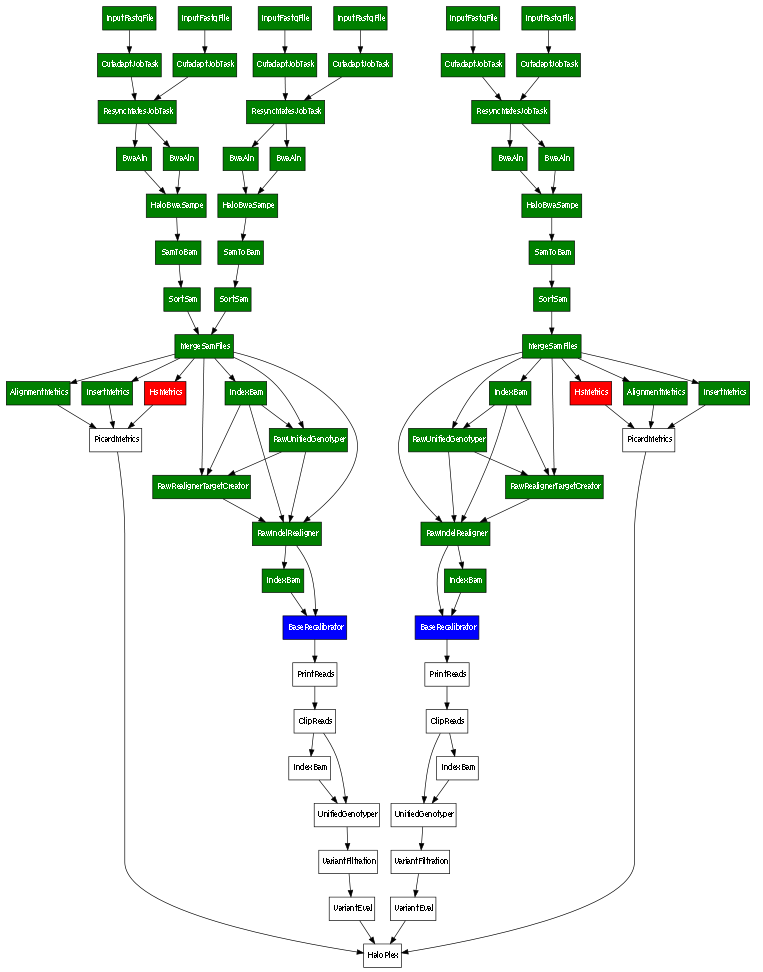 InputFastqFile InputFastqFile InputFastqFile InputFastqFile InputFastqFile InputFastqFile
CutadaptJobTask CutadaptJobTask CutadaptJobTask CutadaptJobTask CutadaptJobTask CutadaptJobTask
ResyncMatesJobTask ResyncMatesJobTask ResyncMatesJobTask
BwaAln BwaAln BwaAln BwaAln BwaAln BwaAln
HaloBwaSampe HaloBwaSampe HaloBwaSampe
SamToBam SamToBam SamToBam
SortSam SortSam SortSam
MergeSamFiles MergeSamFiles
AlignmentMetrics InsertMetrics HsMetrics IndexBam IndexBam HsMetrics AlignmentMetrics InsertMetrics
PicardMetrics RawUnifiedGenotyper RawUnifiedGenotyper PicardMetrics
RawRealignerTargetCreator RawRealignerTargetCreator
RawIndelRealigner RawIndelRealigner
IndexBam IndexBam
BaseRecalibrator BaseRecalibrator
PrintReads PrintReads
ClipReads ClipReads
IndexBam IndexBam
UnifiedGenotyper UnifiedGenotyper
VariantFiltration VariantFiltration
VariantEval VariantEval
HaloPlex